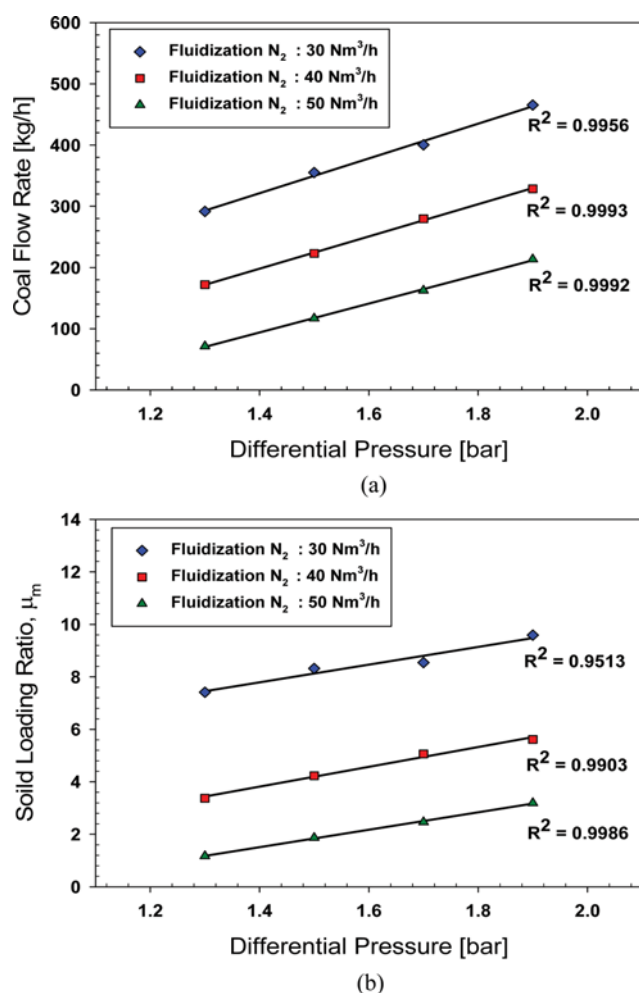 600
500
400
300
200
100
0
Coal Flow Rate [kg/h]
Fluidization N₂ : 30 Nm³/h
Fluidization N₂ : 40 Nm³/h
Fluidization N₂ : 50 Nm³/h
R² = 0.9956
R² = 0.9993
R² = 0.9992
1.2 1.4 1.6 1.8 2.0
Differential Pressure [bar]
(a)
14
12
10
8
6
4
2
0
Soild Loading Ratio, μₘ
Fluidization N₂ : 30 Nm³/h
Fluidization N₂ : 40 Nm³/h
Fluidization N₂ : 50 Nm³/h
R² = 0.9513
R² = 0.9903
R² = 0.9986
1.2 1.4 1.6 1.8 2.0
Differential Pressure [bar]
(b)